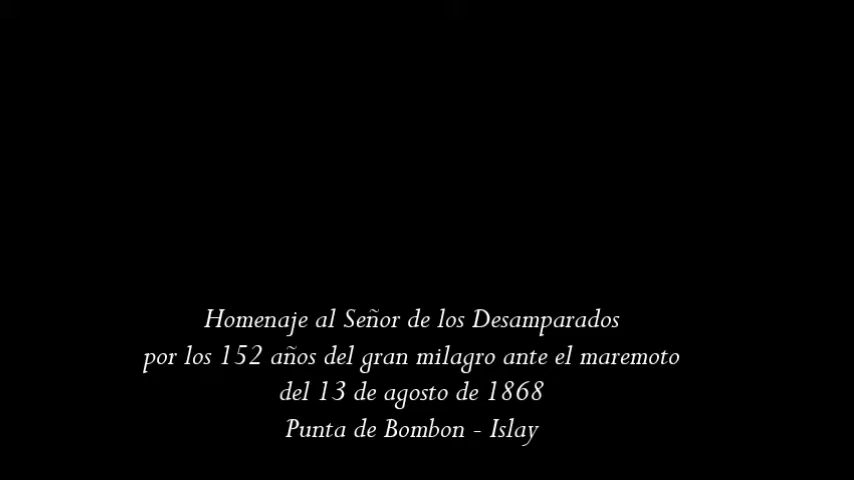 Homenaje al Señor de los Desamparados
por los 152 años del gran milagro ante el maremoto
del 13 de agosto de 1868
Punta de Bombon - Islay